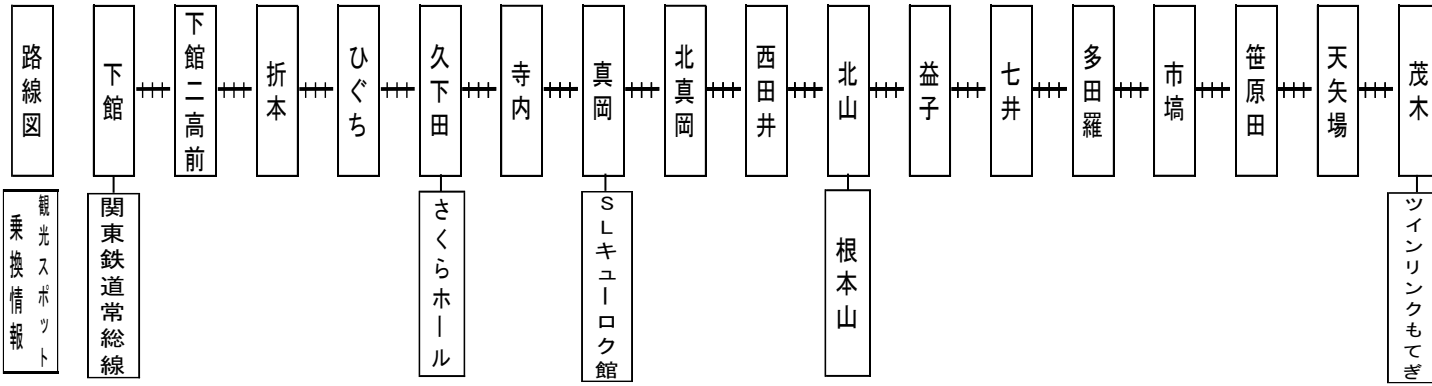 路線図
下館
下館二高前
折本
ひぐち
久下田
寺内
真岡
北真岡
西田井
北山
益子
七井
多田羅
市塙
笹原田
天矢場
茂木
観光スポット
乗換情報
関東鉄道常総線
さくらホール
SLキューロク館
根本山
ツインリンクもてぎ